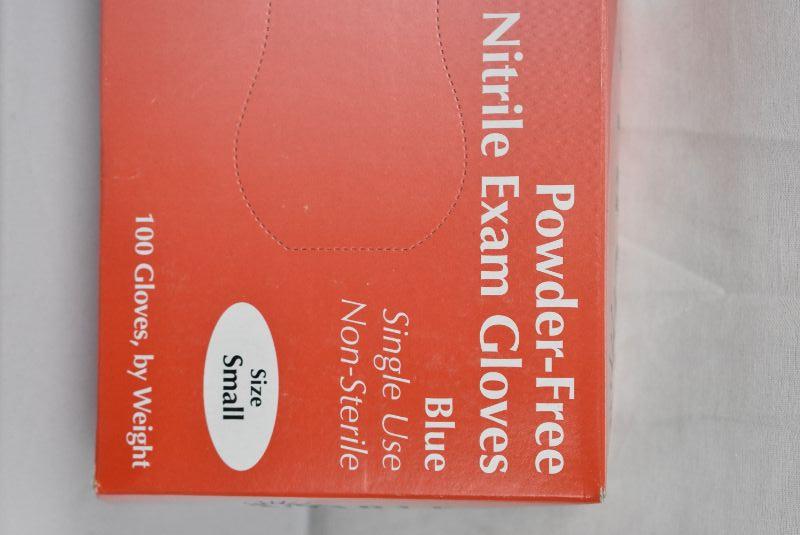 Powder-Free
Nitrile Exam Gloves
Blue
Single Use
Non-Sterile
Size
Small
100 Gloves, by Weight